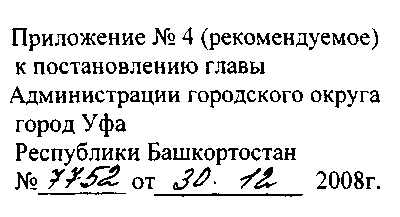 Приложение № 4 (рекомендуемое)
к постановлению главы
Администрации городского округа
город Уфа
Республики Башкортостан
№ 7752 от 30. 12 2008г.